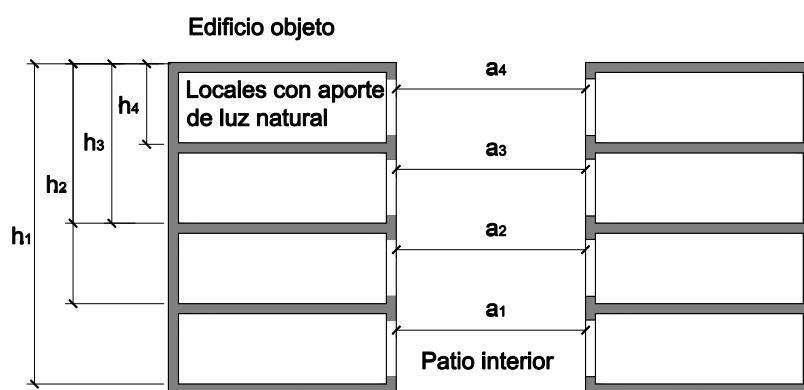 Edificio objeto
Locales con aporte
de luz natural
h4
h3
h2
h1
a4
a3
a2
a1
Patio interior